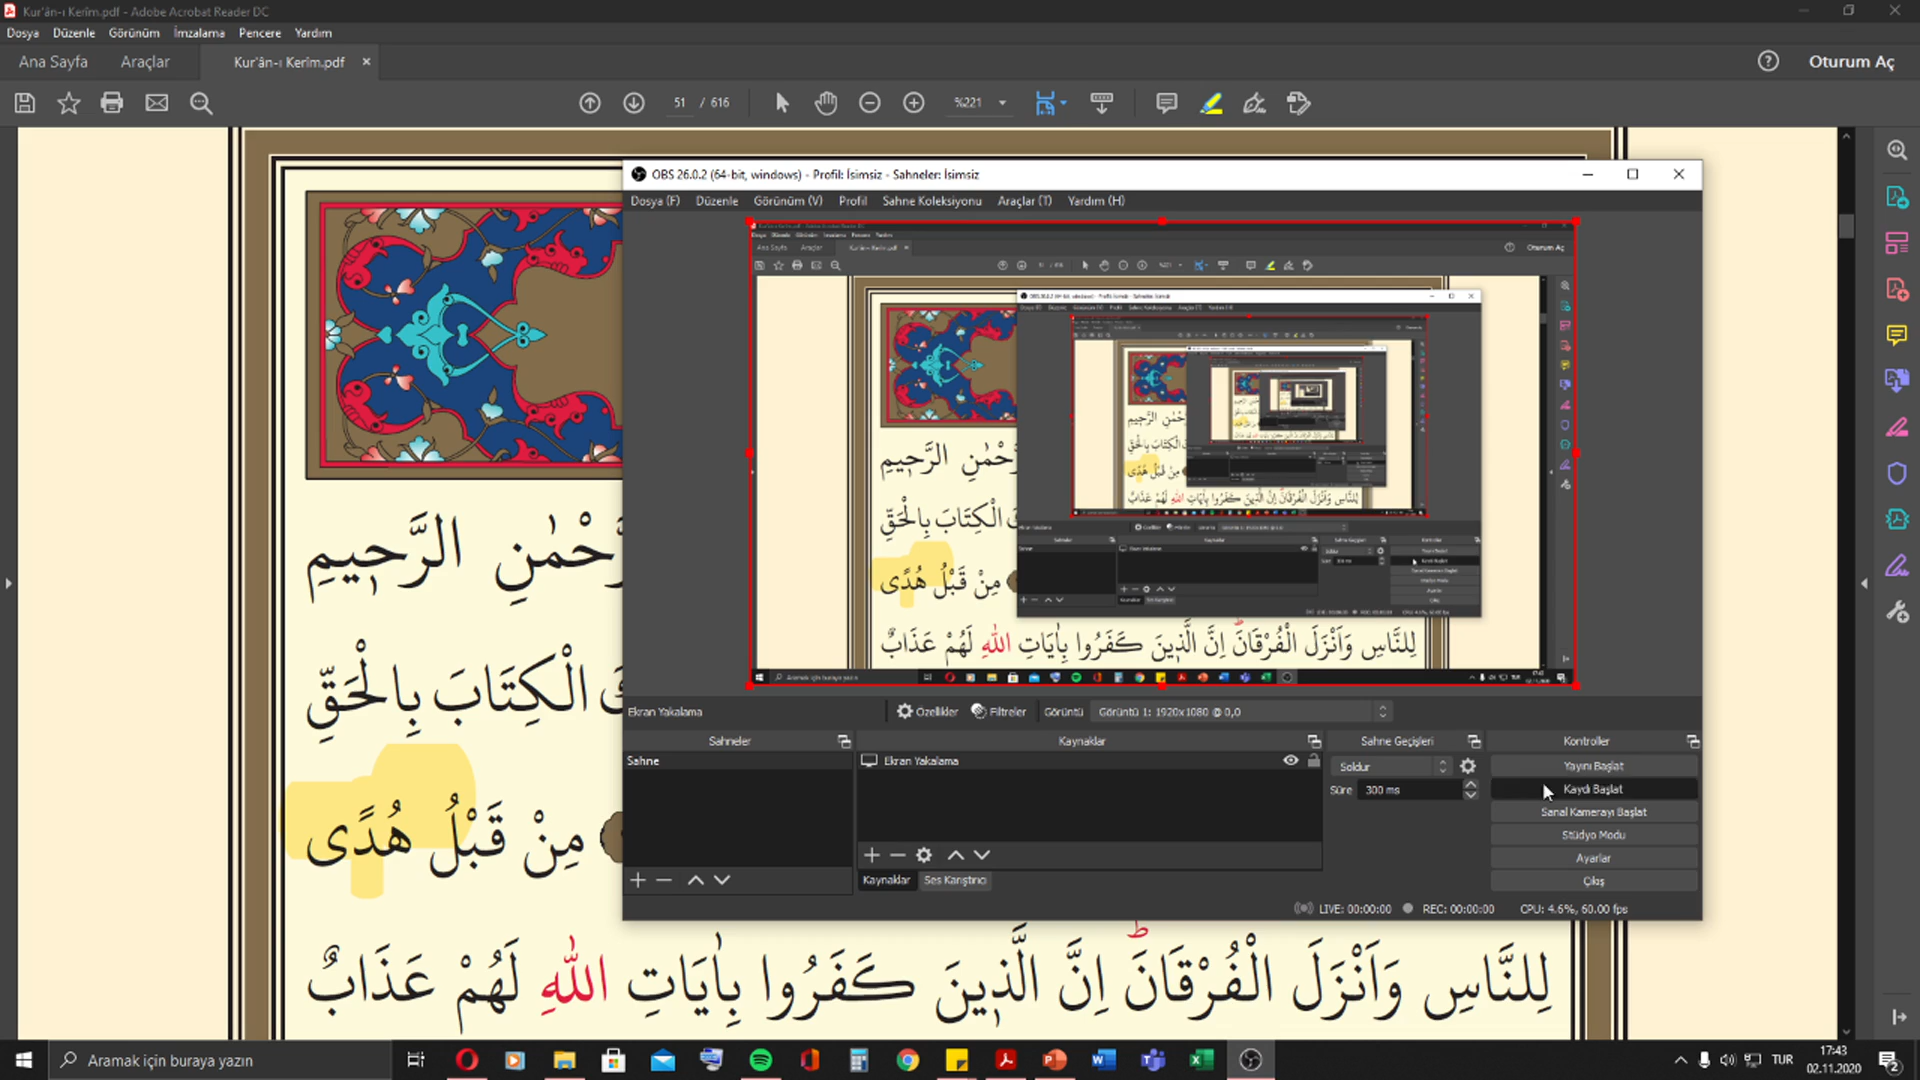 Kur'ân-ı Kerîm.pdf - Adobe Acrobat Reader DC
Dosya Düzenle Görünüm İmzalama Pencere Yardım
Ana Sayfa Araçlar Kur'ân-ı Kerîm.pdf × Oturum Aç
51 / 616 %221
OBS 26.0.2 (64-bit, windows) - Profil: İsimsiz - Sahneler: İsimsiz
Dosya (F) Düzenle Görünüm (V) Profil Sahne Koleksiyonu Araçlar (T) Yardım (H)
Ekran Yakalama Özellikler Filtreler Görüntü Görüntü 1: 1920x1080 @ 0,0
Sahneler Kaynaklar Sahne Geçişleri Kontroller
Sahne Ekran Yakalama Soldur Yayını Başlat
Süre 300 ms Kaydı Başlat
Sanal Kamerayı Başlat
Stüdyo Modu
Ayarlar
Kaynaklar Ses Karıştırıcı Çıkış
LIVE: 00:00:00 REC: 00:00:00 CPU: 4.6%, 60.00 fps
الرَّح۪يمِ
الْكِتَابَ بِالْحَقِّ
مِنْ قَبْلُ هُدًى
لِلنَّاسِ وَاَنْزَلَ الْفُرْقَانَۜ اِنَّ الَّذ۪ينَ كَفَرُوا بِاٰيَاتِ اللّٰهِ لَهُمْ عَذَابٌ
Aramak için buraya yazın TUR 17:43
02.11.2020 2